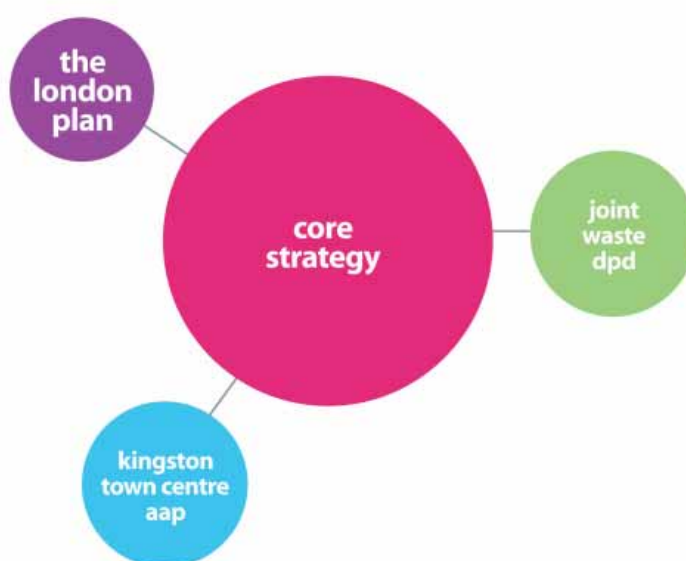 the
london
plan
core
strategy
joint
waste
dpd
kingston
town centre
aap